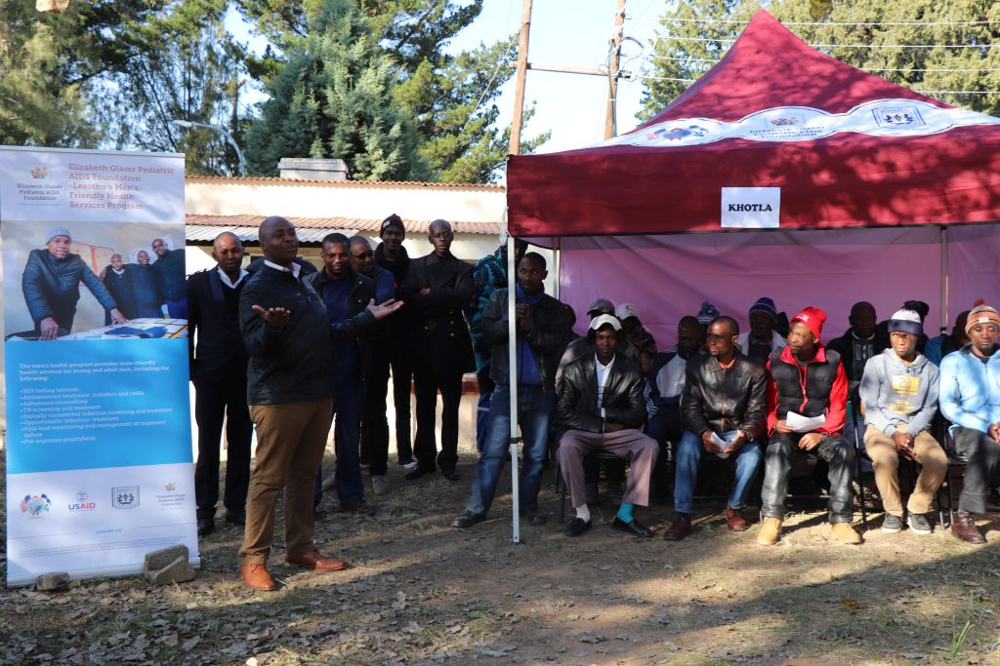 Elizabeth Glaser
Pediatric AIDS
Foundation
Elizabeth Glaser Pediatric
AIDS Foundation
-Lesotho's Men's-
Friendly Health
Services Program
The men's health program provides male-friendly
health services for young and adult men, including the
following:
•HIV testing services
•Antiretroviral treatment initiation and refills
•Adherence counselling
•TB screening and treatment
•Sexually transmitted infection screening and treatment
•Opportunistic infection treatment
•Viral load monitoring and management of treatment
failure
•Pre-exposure prophylaxis
USAID
Elizabeth Glaser
Pediatric AIDS
Foundation
Elizabeth Glaser
Pediatric AIDS
Foundation
KHOTLA